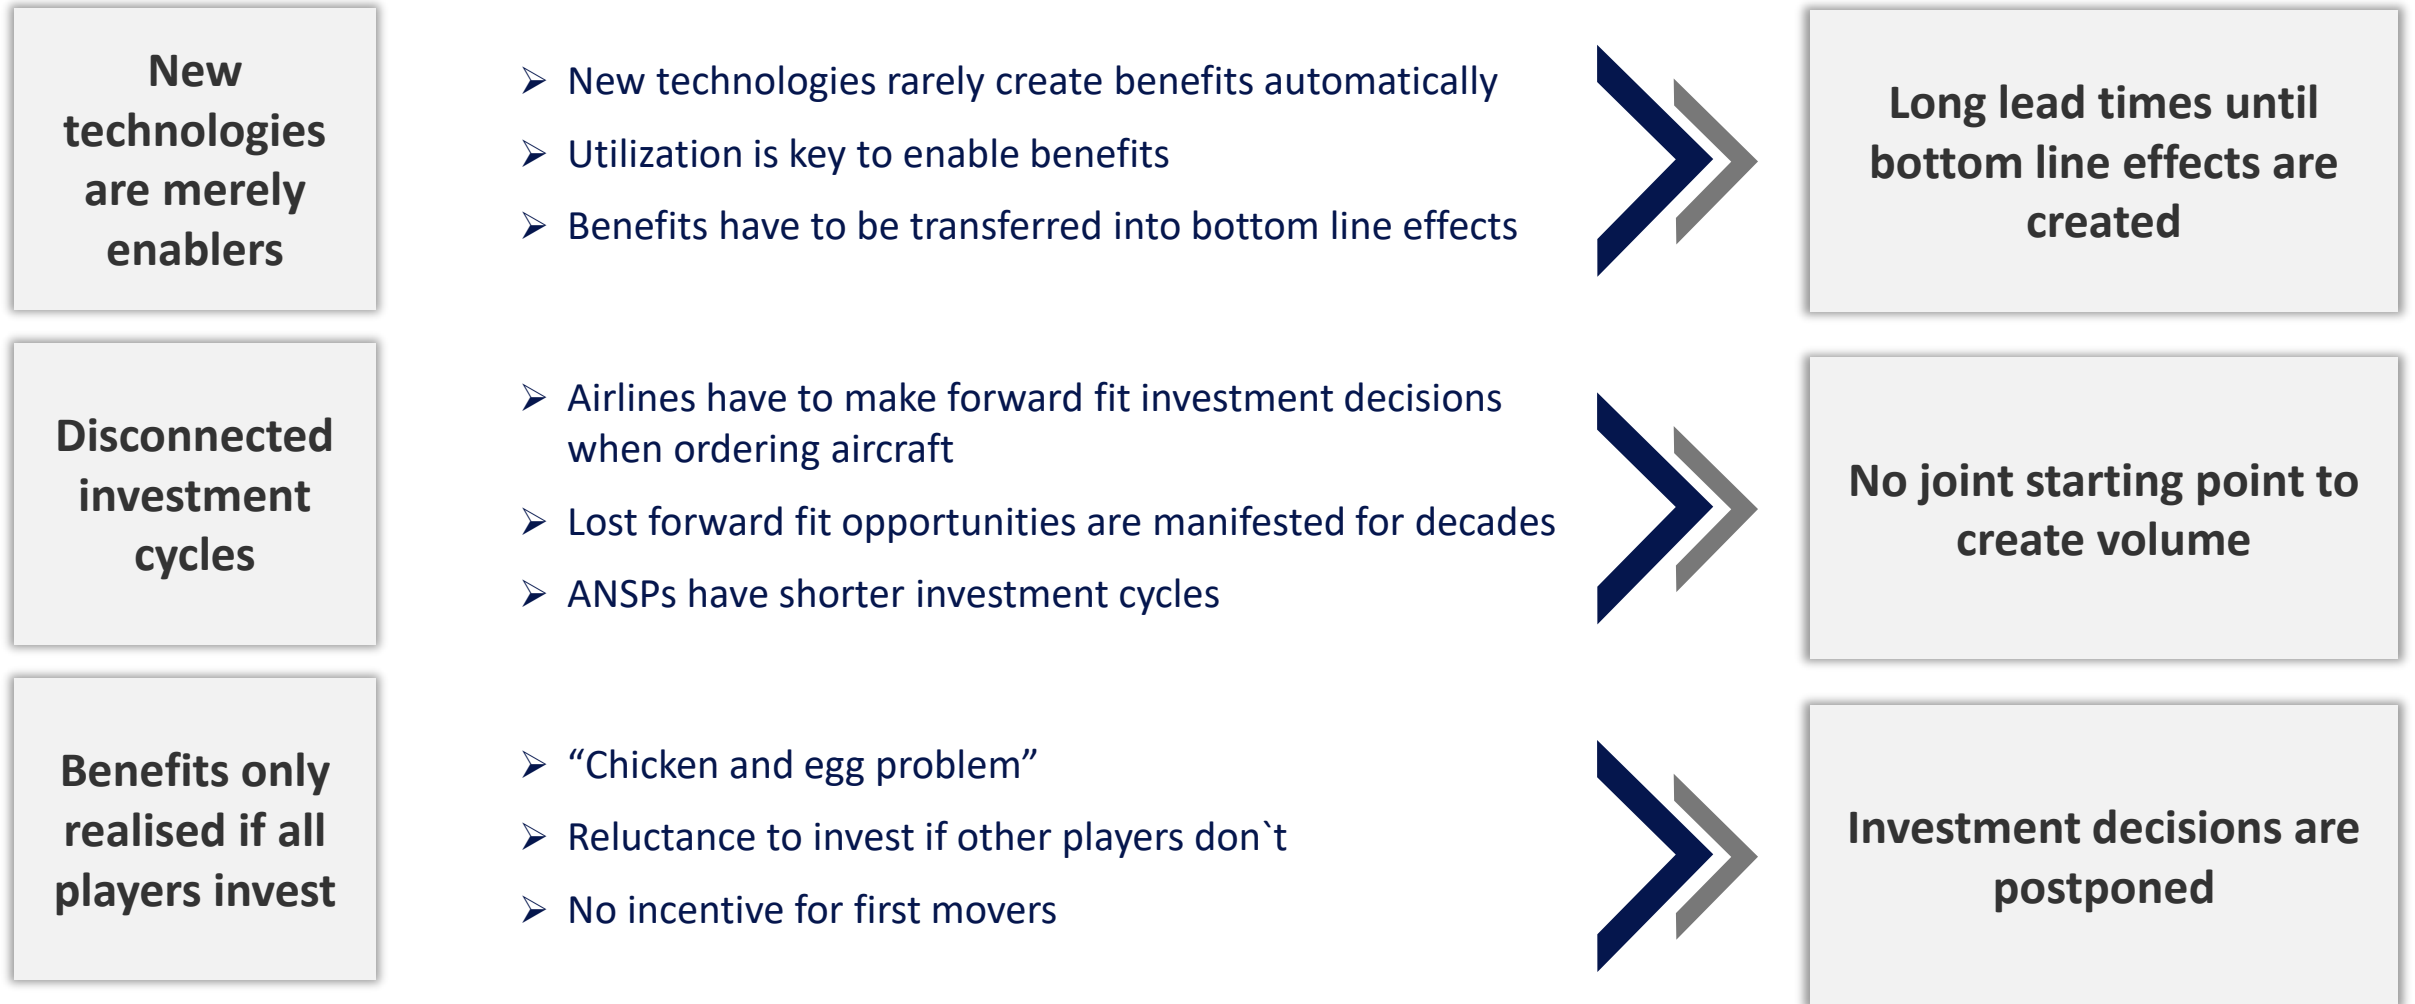 New
technologies
are merely
enablers
➢ New technologies rarely create benefits automatically
➢ Utilization is key to enable benefits
➢ Benefits have to be transferred into bottom line effects
Long lead times until
bottom line effects are
created
Disconnected
investment
cycles
➢ Airlines have to make forward fit investment decisions
when ordering aircraft
➢ Lost forward fit opportunities are manifested for decades
➢ ANSPs have shorter investment cycles
No joint starting point to
create volume
Benefits only
realised if all
players invest
➢ “Chicken and egg problem”
➢ Reluctance to invest if other players don`t
➢ No incentive for first movers
Investment decisions are
postponed